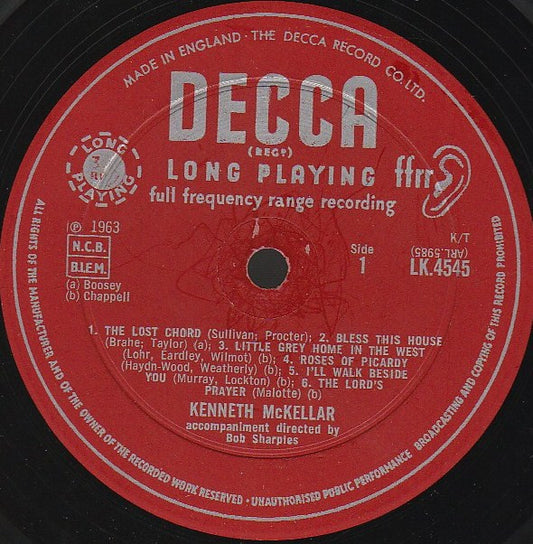 MADE IN ENGLAND · THE DECCA RECORD CO. LTD.
DECCA
(REGD)
LONG PLAYING
ffrr
full frequency range recording
LONG
PLAYING
℗ 1963
N.C.B.
B.I.E.M.
(a) Boosey
(b) Chappell
Side
1
K/T
(ARL.5985)
LK.4545
1. THE LOST CHORD (Sullivan; Procter); 2. BLESS THIS HOUSE
(Brahe; Taylor) (a); 3. LITTLE GREY HOME IN THE WEST
(Lohr, Eardley, Wilmot) (b); 4. ROSES OF PICARDY
(Haydn-Wood, Weatherly) (b); 5. I'LL WALK BESIDE
YOU (Murray, Lockton) (b); 6. THE LORD'S
PRAYER (Malotte) (b)
KENNETH McKELLAR
accompaniment directed by
Bob Sharples
ALL RIGHTS OF THE MANUFACTURER AND OF THE OWNER OF THE RECORDED WORK RESERVED · UNAUTHORISED PUBLIC PERFORMANCE BROADCASTING AND COPYING OF THIS RECORD PROHIBITED